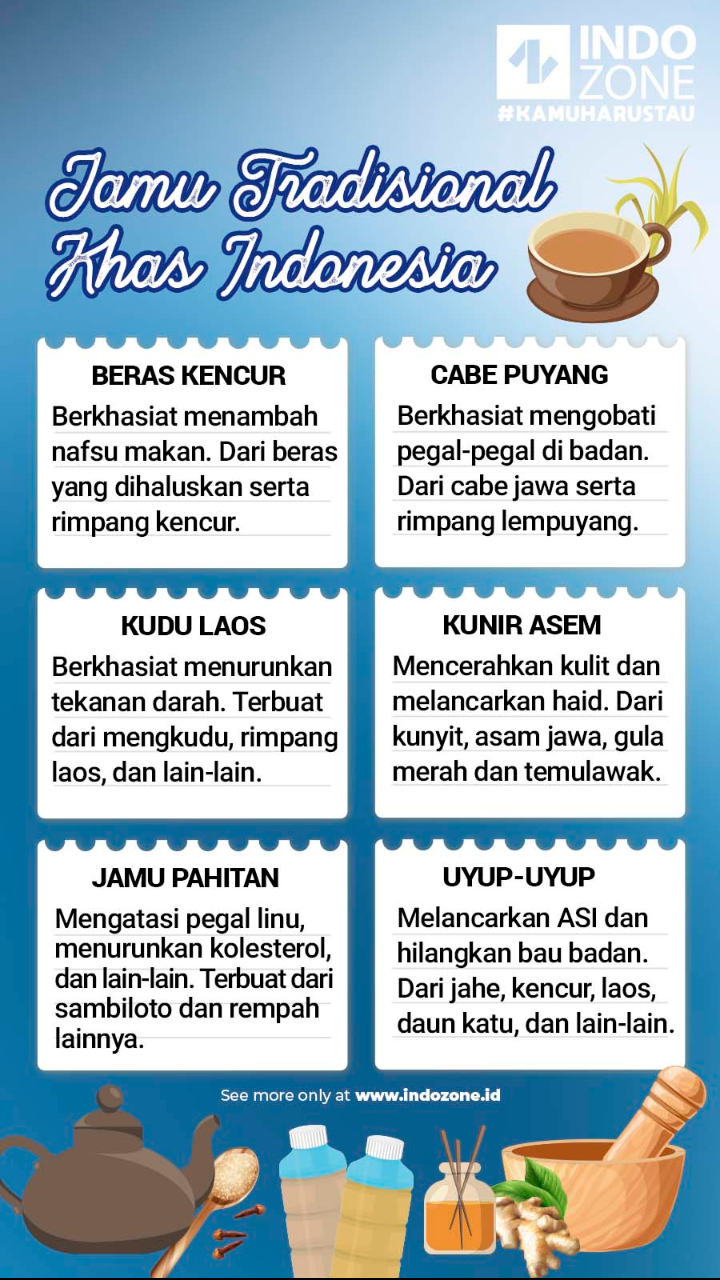 INDO
ZONE
#KAMUHARUSTAU
Jamu Tradisional
Khas Indonesia
BERAS KENCUR
Berkhasiat menambah
nafsu makan. Dari beras
yang dihaluskan serta
rimpang kencur.
CABE PUYANG
Berkhasiat mengobati
pegal-pegal di badan.
Dari cabe jawa serta
rimpang lempuyang.
KUDU LAOS
Berkhasiat menurunkan
tekanan darah. Terbuat
dari mengkudu, rimpang
laos, dan lain-lain.
KUNIR ASEM
Mencerahkan kulit dan
melancarkan haid. Dari
kunyit, asam jawa, gula
merah dan temulawak.
JAMU PAHITAN
Mengatasi pegal linu,
menurunkan kolesterol,
dan lain-lain. Terbuat dari
sambiloto dan rempah
lainnya.
UYUP-UYUP
Melancarkan ASI dan
hilangkan bau badan.
Dari jahe, kencur, laos,
daun katu, dan lain-lain.
See more only at www.indozone.id